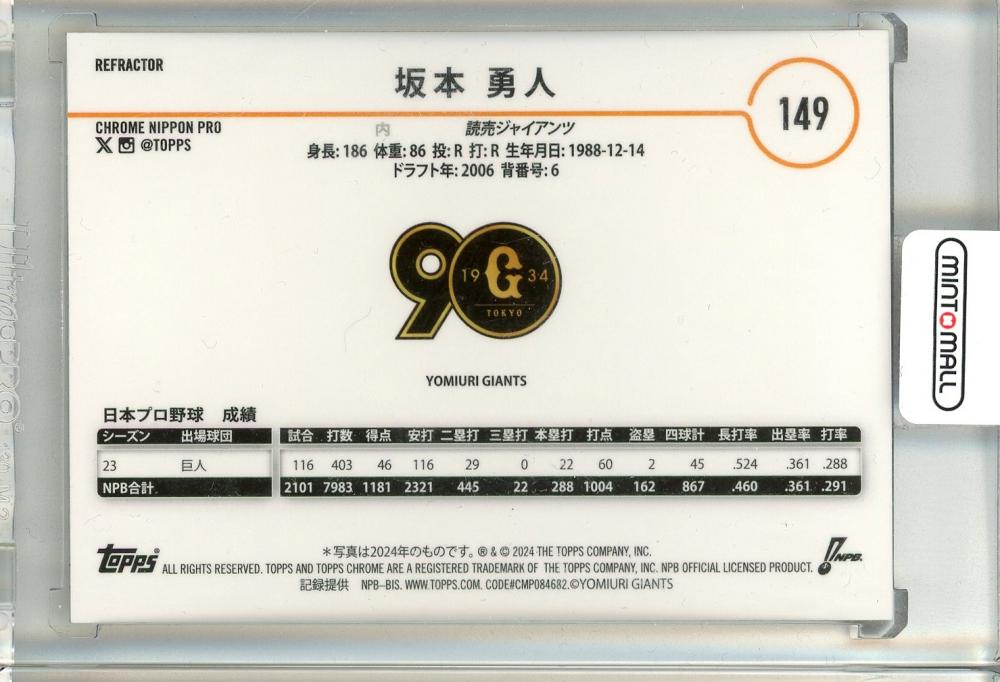 REFRACTOR
坂本 勇人
149
CHROME NIPPON PRO
内 読売ジャイアンツ
@TOPPS
身長: 186 体重: 86 投: R 打: R 生年月日: 1988-12-14
ドラフト年: 2006 背番号: 6
90
19 G 34
TOKYO
YOMIURI GIANTS
MINT MALL
日本プロ野球 成績
シーズン 出場球団 試合 打数 得点 安打 二塁打 三塁打 本塁打 打点 盗塁 四球計 長打率 出塁率 打率
23 巨人 116 403 46 116 29 0 22 60 2 45 .524 .361 .288
NPB合計 2101 7983 1181 2321 445 22 288 1004 162 867 .460 .361 .291
topps
＊写真は2024年のものです。 ® & © 2024 THE TOPPS COMPANY, INC.
ALL RIGHTS RESERVED. TOPPS AND TOPPS CHROME ARE A REGISTERED TRADEMARK OF THE TOPPS COMPANY, INC. NPB OFFICIAL LICENSED PRODUCT.
NPB.
記録提供 NPB-BIS. WWW.TOPPS.COM. CODE#CMP084682.©YOMIURI GIANTS